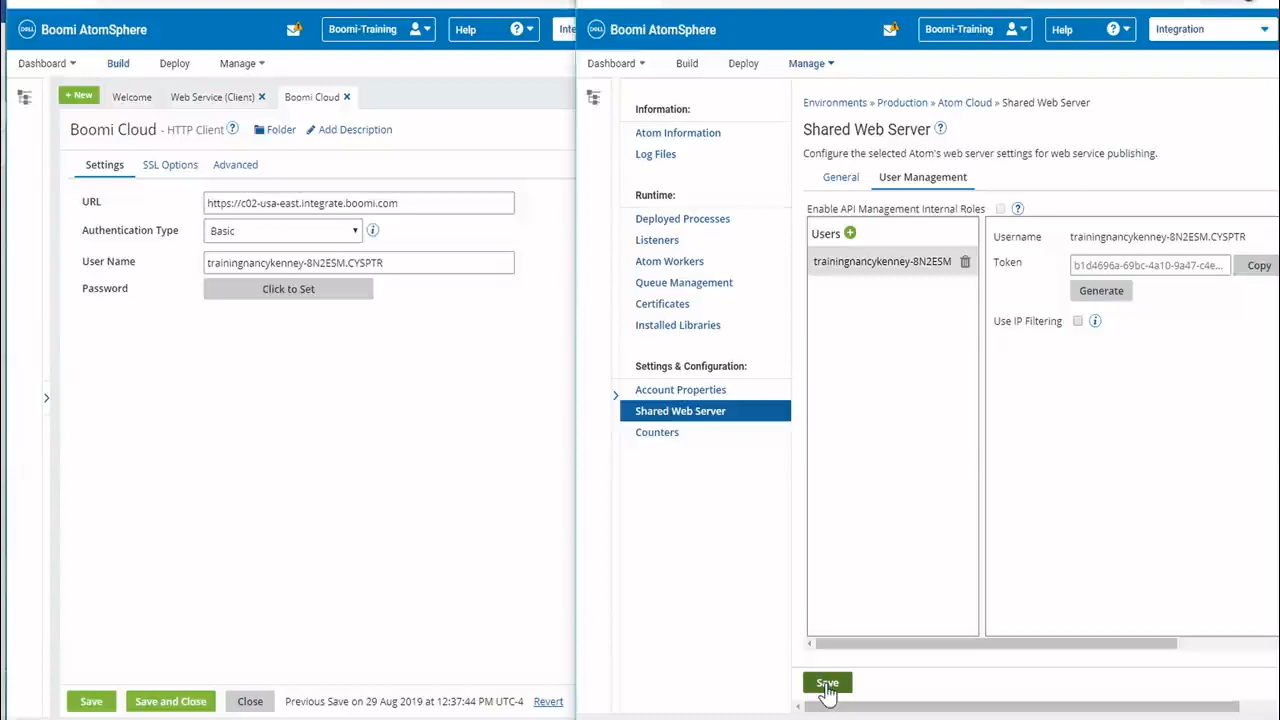 DELL Boomi AtomSphere
Boomi-Training
Help
Inte
Dashboard
Build
Deploy
Manage
+ New
Welcome
Web Service (Client)
Boomi Cloud
Boomi Cloud - HTTP Client
Folder
Add Description
Settings
SSL Options
Advanced
URL
https://c02-usa-east.integrate.boomi.com
Authentication Type
Basic
User Name
trainingnancykenney-8N2ESM.CYSPTR
Password
Click to Set
Save
Save and Close
Close
Previous Save on 29 Aug 2019 at 12:37:44 PM UTC-4
Revert
DELL Boomi AtomSphere
Boomi-Training
Help
Integration
Dashboard
Build
Deploy
Manage
Information:
Atom Information
Log Files
Runtime:
Deployed Processes
Listeners
Atom Workers
Queue Management
Certificates
Installed Libraries
Settings & Configuration:
Account Properties
Shared Web Server
Counters
Environments » Production » Atom Cloud » Shared Web Server
Shared Web Server
Configure the selected Atom's web server settings for web service publishing.
General
User Management
Enable API Management Internal Roles
Users
trainingnancykenney-8N2ESM
Username
trainingnancykenney-8N2ESM.CYSPTR
Token
b1d4696a-69bc-4a10-9a47-c4e...
Copy
Generate
Use IP Filtering
Save